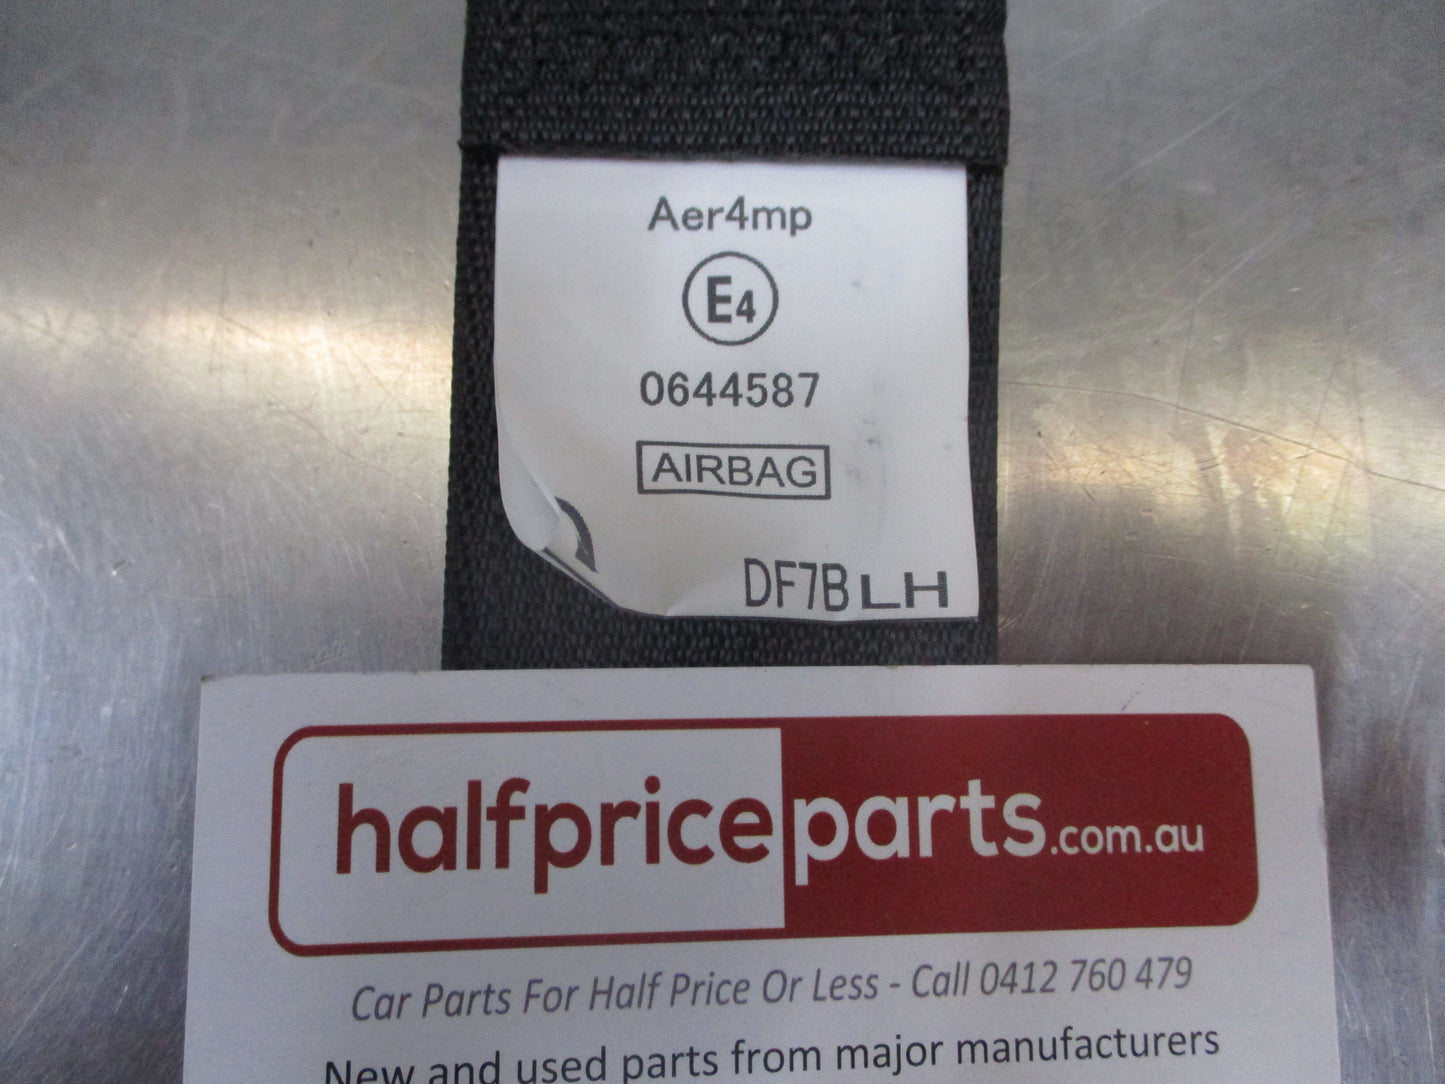 Aer4mp
E4
0644587
AIRBAG
DF7B LH
halfpriceparts.com.au
Car Parts For Half Price Or Less - Call 0412 760 479
New and used parts from major manufacturers